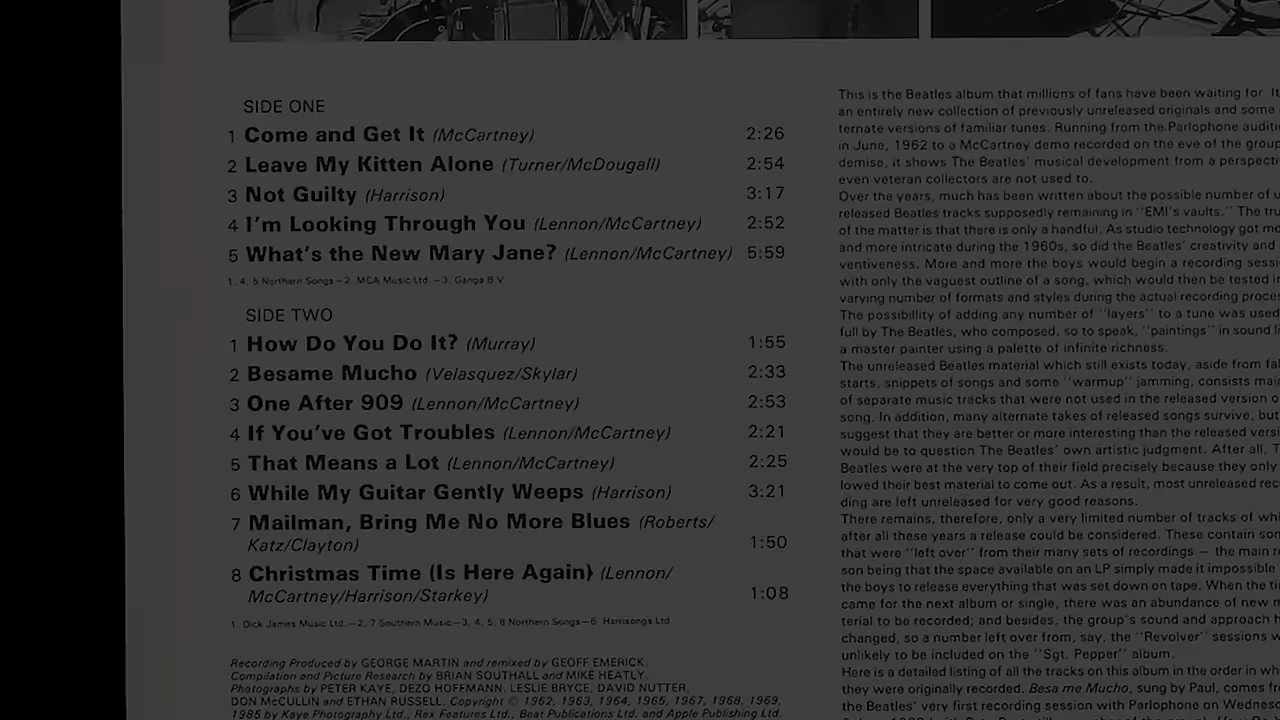 SIDE ONE
1 Come and Get It (McCartney) 2:26
2 Leave My Kitten Alone (Turner/McDougall) 2:54
3 Not Guilty (Harrison) 3:17
4 I'm Looking Through You (Lennon/McCartney) 2:52
5 What's the New Mary Jane? (Lennon/McCartney) 5:59
1, 4, 5 Northern Songs—2. MCA Music Ltd.—3. Ganga B.V.
SIDE TWO
1 How Do You Do It? (Murray) 1:55
2 Besame Mucho (Velasquez/Skylar) 2:33
3 One After 909 (Lennon/McCartney) 2:53
4 If You've Got Troubles (Lennon/McCartney) 2:21
5 That Means a Lot (Lennon/McCartney) 2:25
6 While My Guitar Gently Weeps (Harrison) 3:21
7 Mailman, Bring Me No More Blues (Roberts/
Katz/Clayton) 1:50
8 Christmas Time (Is Here Again) (Lennon/
McCartney/Harrison/Starkey) 1:08
1. Dick James Music Ltd.—2, 7 Southern Music—3, 4, 5, 8 Northern Songs—6. Harrisongs Ltd.
Recording Produced by GEORGE MARTIN and remixed by GEOFF EMERICK.
Compilation and Picture Research by BRIAN SOUTHALL and MIKE HEATLY.
Photographs by PETER KAYE, DEZO HOFFMANN, LESLIE BRYCE, DAVID NUTTER,
DON McCULLIN and ETHAN RUSSELL. Copyright © 1962, 1963, 1964, 1965, 1967, 1968, 1969,
1985 by Kaye Photography Ltd., Rex Features Ltd., Beat Publications Ltd. and Apple Publishing Ltd.
This is the Beatles album that millions of fans have been waiting for. It
an entirely new collection of previously unreleased originals and some
ternate versions of familiar tunes. Running from the Parlophone auditi
in June, 1962 to a McCartney demo recorded on the eve of the group
demise, it shows The Beatles' musical development from a perspecti
even veteran collectors are not used to.
Over the years, much has been written about the possible number of u
released Beatles tracks supposedly remaining in "EMI's vaults." The tru
of the matter is that there is only a handful. As studio technology got mo
and more intricate during the 1960s, so did the Beatles' creativity and
ventiveness. More and more the boys would begin a recording sessi
with only the vaguest outline of a song, which would then be tested i
varying number of formats and styles during the actual recording proce
The possibillity of adding any number of "layers" to a tune was used
full by The Beatles, who composed, so to speak, "paintings" in sound li
a master painter using a palette of infinite richness.
The unreleased Beatles material which still exists today, aside from fal
starts, snippets of songs and some "warmup" jamming, consists mai
of separate music tracks that were not used in the released version o
song. In addition, many alternate takes of released songs survive, but
suggest that they are better or more interesting than the released versi
would be to question The Beatles' own artistic judgment. After all, T
Beatles were at the very top of their field precisely because they only
lowed their best material to come out. As a result, most unreleased rec
ding are left unreleased for very good reasons.
There remains, therefore, only a very limited number of tracks of whi
after all these years a release could be considered. These contain son
that were "left over" from their many sets of recordings — the main re
son being that the space available on an LP simply made it impossible
the boys to release everything that was set down on tape. When the ti
came for the next album or single, there was an abundance of new m
terial to be recorded; and besides, the group's sound and approach h
changed, so a number left over from, say, the "Revolver" sessions w
unlikely to be included on the "Sgt. Pepper" album.
Here is a detailed listing of all the tracks on this album in the order in wh
they were originally recorded. Besa me Mucho, sung by Paul, comes fr
the Beatles' very first recording session with Parlophone on Wednesd